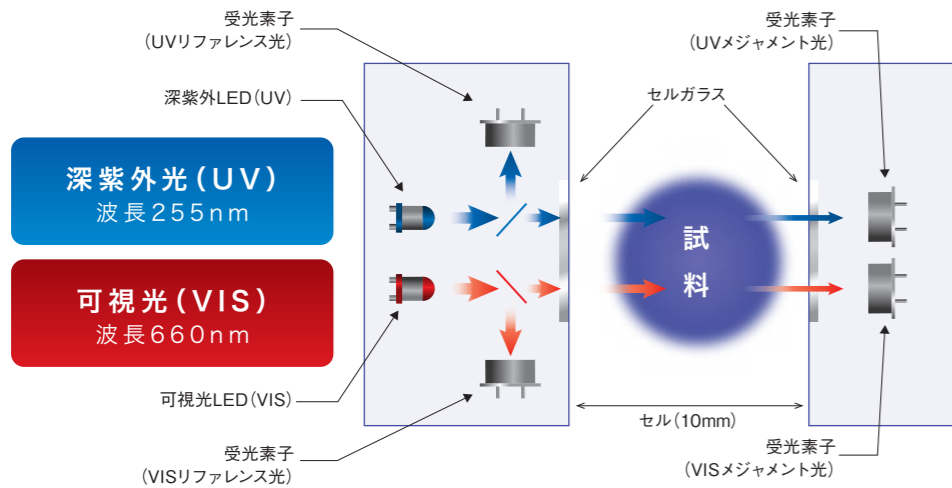 受光素子
(UVリファレンス光)
受光素子
(UVメジャメント光)
深紫外LED(UV)
セルガラス
深紫外光(UV)
波長255nm
試
料
可視光(VIS)
波長660nm
可視光LED(VIS)
セル(10mm)
受光素子
(VISリファレンス光)
受光素子
(VISメジャメント光)